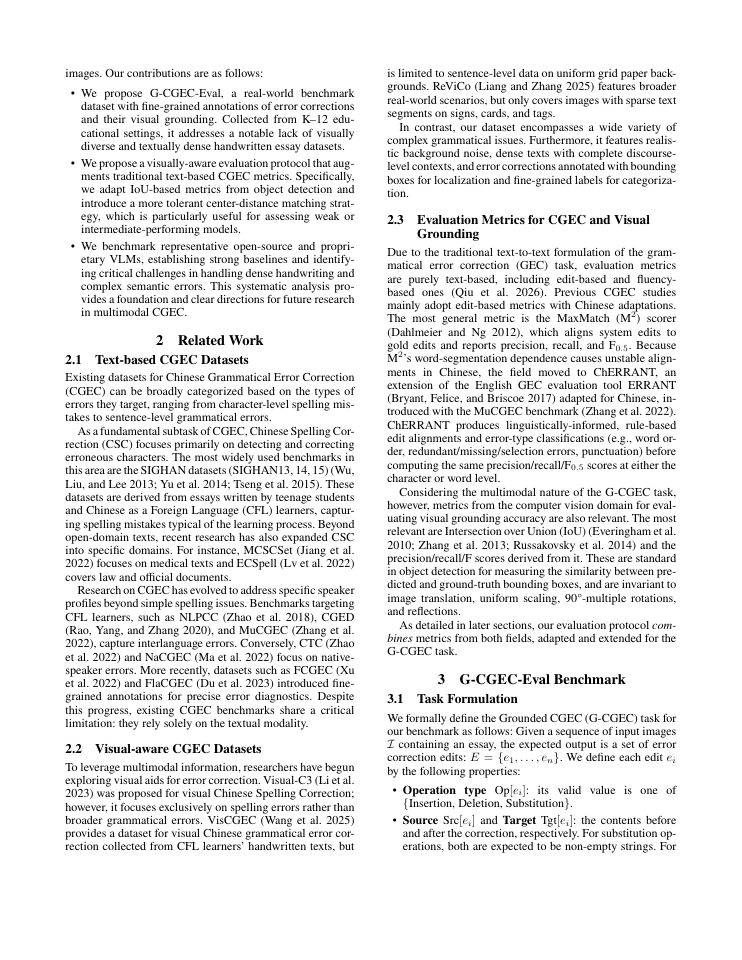 images. Our contributions are as follows:
• We propose G-CGEC-Eval, a real-world benchmark
dataset with fine-grained annotations of error corrections
and their visual grounding. Collected from K–12 edu-
cational settings, it addresses a notable lack of visually
diverse and textually dense handwritten essay datasets.
• We propose a visually-aware evaluation protocol that aug-
ments traditional text-based CGEC metrics. Specifically,
we adapt IoU-based metrics from object detection and
introduce a more tolerant center-distance matching strat-
egy, which is particularly useful for assessing weak or
intermediate-performing models.
• We benchmark representative open-source and propri-
etary VLMs, establishing strong baselines and identify-
ing critical challenges in handling dense handwriting and
complex semantic errors. This systematic analysis pro-
vides a foundation and clear directions for future research
in multimodal CGEC.
2 Related Work
2.1 Text-based CGEC Datasets
Existing datasets for Chinese Grammatical Error Correction
(CGEC) can be broadly categorized based on the types of
errors they target, ranging from character-level spelling mis-
takes to sentence-level grammatical errors.
As a fundamental subtask of CGEC, Chinese Spelling Cor-
rection (CSC) focuses primarily on detecting and correcting
erroneous characters. The most widely used benchmarks in
this area are the SIGHAN datasets (SIGHAN13, 14, 15) (Wu,
Liu, and Lee 2013; Yu et al. 2014; Tseng et al. 2015). These
datasets are derived from essays written by teenage students
and Chinese as a Foreign Language (CFL) learners, captur-
ing spelling mistakes typical of the learning process. Beyond
open-domain texts, recent research has also expanded CSC
into specific domains. For instance, MCSCSet (Jiang et al.
2022) focuses on medical texts and ECSpell (Lv et al. 2022)
covers law and official documents.
Research on CGEC has evolved to address specific speaker
profiles beyond simple spelling issues. Benchmarks targeting
CFL learners, such as NLPCC (Zhao et al. 2018), CGED
(Rao, Yang, and Zhang 2020), and MuCGEC (Zhang et al.
2022), capture interlanguage errors. Conversely, CTC (Zhao
et al. 2022) and NaCGEC (Ma et al. 2022) focus on native-
speaker errors. More recently, datasets such as FCGEC (Xu
et al. 2022) and FlaCGEC (Du et al. 2023) introduced fine-
grained annotations for precise error diagnostics. Despite
this progress, existing CGEC benchmarks share a critical
limitation: they rely solely on the textual modality.
2.2 Visual-aware CGEC Datasets
To leverage multimodal information, researchers have begun
exploring visual aids for error correction. Visual-C3 (Li et al.
2023) was proposed for visual Chinese Spelling Correction;
however, it focuses exclusively on spelling errors rather than
broader grammatical errors. VisCGEC (Wang et al. 2025)
provides a dataset for visual Chinese grammatical error cor-
rection collected from CFL learners' handwritten texts, but
is limited to sentence-level data on uniform grid paper back-
grounds. ReViCo (Liang and Zhang 2025) features broader
real-world scenarios, but only covers images with sparse text
segments on signs, cards, and tags.
In contrast, our dataset encompasses a wide variety of
complex grammatical issues. Furthermore, it features realis-
tic background noise, dense texts with complete discourse-
level contexts, and error corrections annotated with bounding
boxes for localization and fine-grained labels for categoriza-
tion.
2.3 Evaluation Metrics for CGEC and Visual
Grounding
Due to the traditional text-to-text formulation of the gram-
matical error correction (GEC) task, evaluation metrics
are purely text-based, including edit-based and fluency-
based ones (Qiu et al. 2026). Previous CGEC studies
mainly adopt edit-based metrics with Chinese adaptations.
The most general metric is the MaxMatch (M²) scorer
(Dahlmeier and Ng 2012), which aligns system edits to
gold edits and reports precision, recall, and F₀.₅. Because
M²'s word-segmentation dependence causes unstable align-
ments in Chinese, the field moved to ChERRANT, an
extension of the English GEC evaluation tool ERRANT
(Bryant, Felice, and Briscoe 2017) adapted for Chinese, in-
troduced with the MuCGEC benchmark (Zhang et al. 2022).
ChERRANT produces linguistically-informed, rule-based
edit alignments and error-type classifications (e.g., word or-
der, redundant/missing/selection errors, punctuation) before
computing the same precision/recall/F₀.₅ scores at either the
character or word level.
Considering the multimodal nature of the G-CGEC task,
however, metrics from the computer vision domain for eval-
uating visual grounding accuracy are also relevant. The most
relevant are Intersection over Union (IoU) (Everingham et al.
2010; Zhang et al. 2013; Russakovsky et al. 2014) and the
precision/recall/F scores derived from it. These are standard
in object detection for measuring the similarity between pre-
dicted and ground-truth bounding boxes, and are invariant to
image translation, uniform scaling, 90°-multiple rotations,
and reflections.
As detailed in later sections, our evaluation protocol com-
bines metrics from both fields, adapted and extended for the
G-CGEC task.
3 G-CGEC-Eval Benchmark
3.1 Task Formulation
We formally define the Grounded CGEC (G-CGEC) task for
our benchmark as follows: Given a sequence of input images
ℐ containing an essay, the expected output is a set of error
correction edits: E = {e₁, . . . , eₙ}. We define each edit eᵢ
by the following properties:
• Operation type Op[eᵢ]: its valid value is one of
{Insertion, Deletion, Substitution}.
• Source Src[eᵢ] and Target Tgt[eᵢ]: the contents before
and after the correction, respectively. For substitution op-
erations, both are expected to be non-empty strings. For